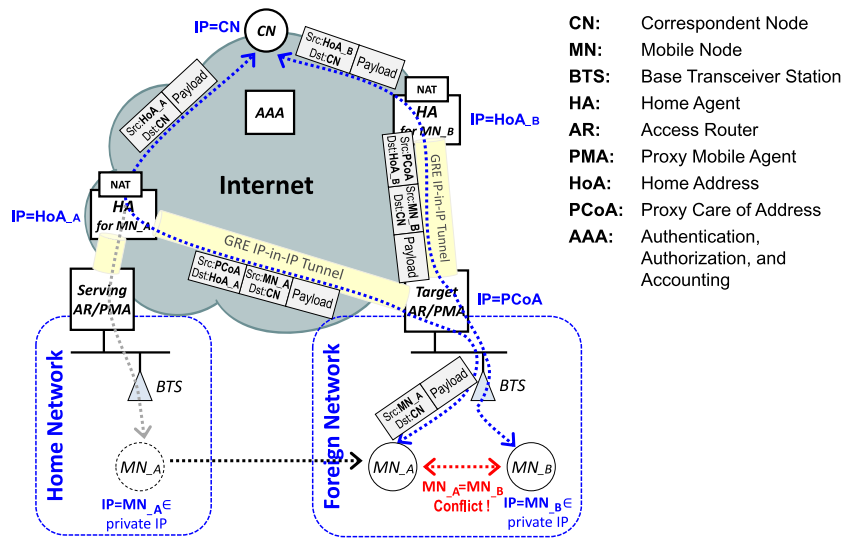 IP=CN
CN
Src:HoA_B
Dst:CN
Payload
Src:HoA_A
Dst:CN
Payload
AAA
NAT
HA
for MN_B
IP=HoA_B
Internet
NAT
HA
for MN_A
IP=HoA_A
GRE IP-in-IP Tunnel
Src:PCoA
Dst:HoA_A
Src:MN_A
Dst:CN
Payload
GRE IP-in-IP
Tunnel
Src:PCoA
Dst:HoA_B
Src:MN_B
Dst:CN
Payload
Serving
AR/PMA
Target
AR/PMA
IP=PCoA
Home Network
BTS
MN_A
IP=MN_A∈
private IP
Foreign Network
BTS
Src:MN_A
Dst:CN
Payload
MN_A
MN_B
MN_A=MN_B
Conflict !
IP=MN_B∈
private IP
CN: Correspondent Node
MN: Mobile Node
BTS: Base Transceiver Station
HA: Home Agent
AR: Access Router
PMA: Proxy Mobile Agent
HoA: Home Address
PCoA: Proxy Care of Address
AAA: Authentication,
Authorization, and
Accounting